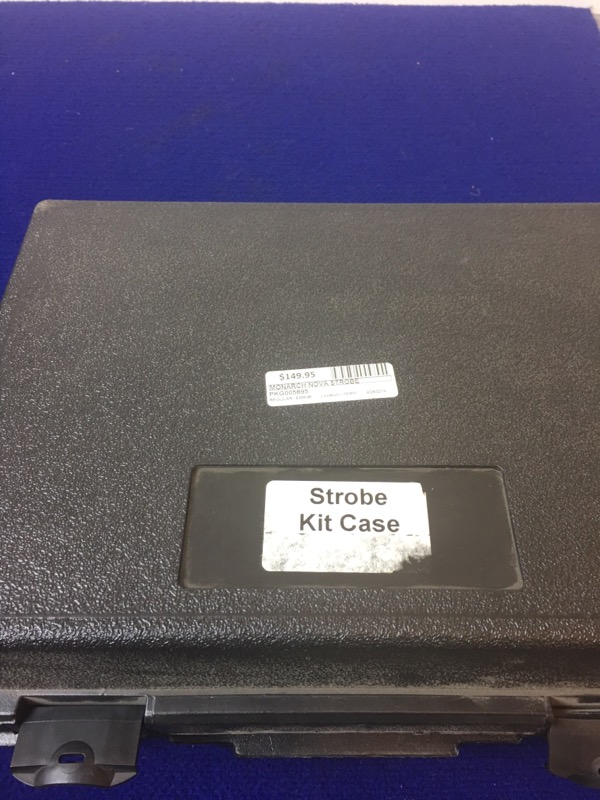 $149.95
MONARCH NOVA STROBE
PKG005895
Strobe
Kit Case